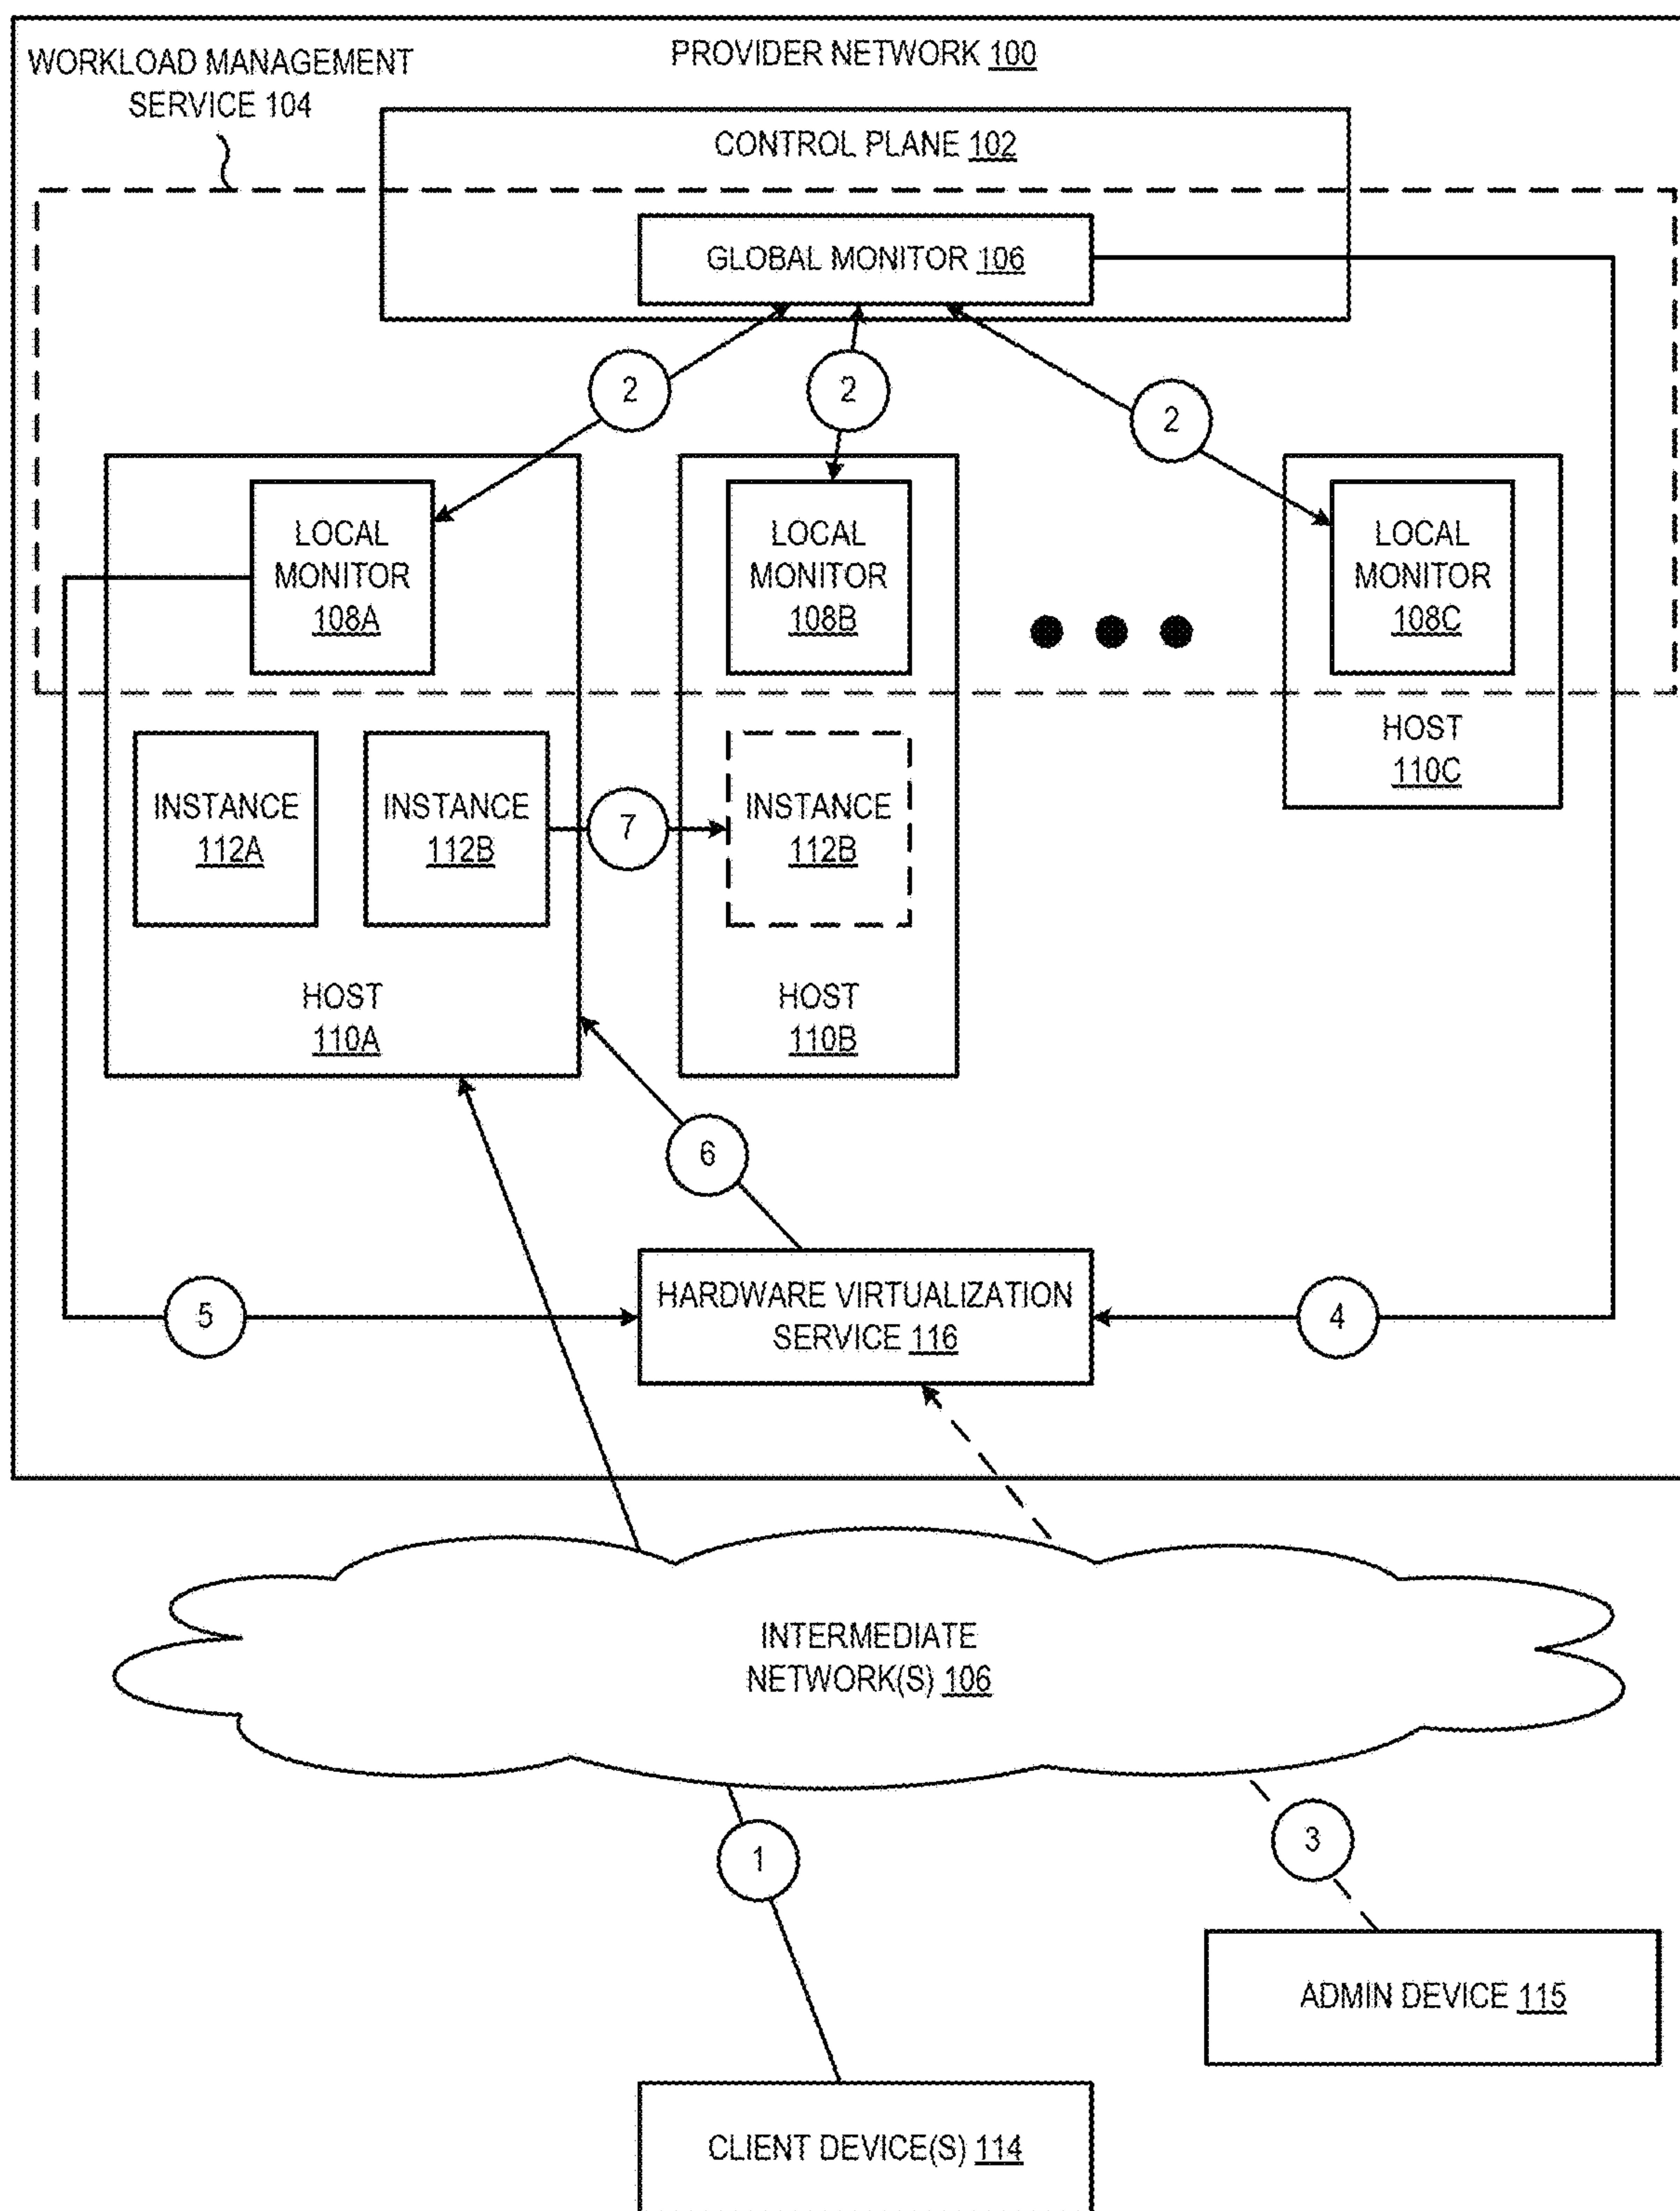 PROVIDER NETWORK 100
WORKLOAD MANAGEMENT
SERVICE 104
CONTROL PLANE 102
GLOBAL MONITOR 106
2
2
2
LOCAL
MONITOR
108A
LOCAL
MONITOR
108B
LOCAL
MONITOR
108C
INSTANCE
112A
INSTANCE
112B
7
INSTANCE
112B
HOST
110C
HOST
110A
HOST
110B
6
5
HARDWARE VIRTUALIZATION
SERVICE 116
4
INTERMEDIATE
NETWORK(S) 106
1
3
ADMIN DEVICE 115
CLIENT DEVICE(S) 114